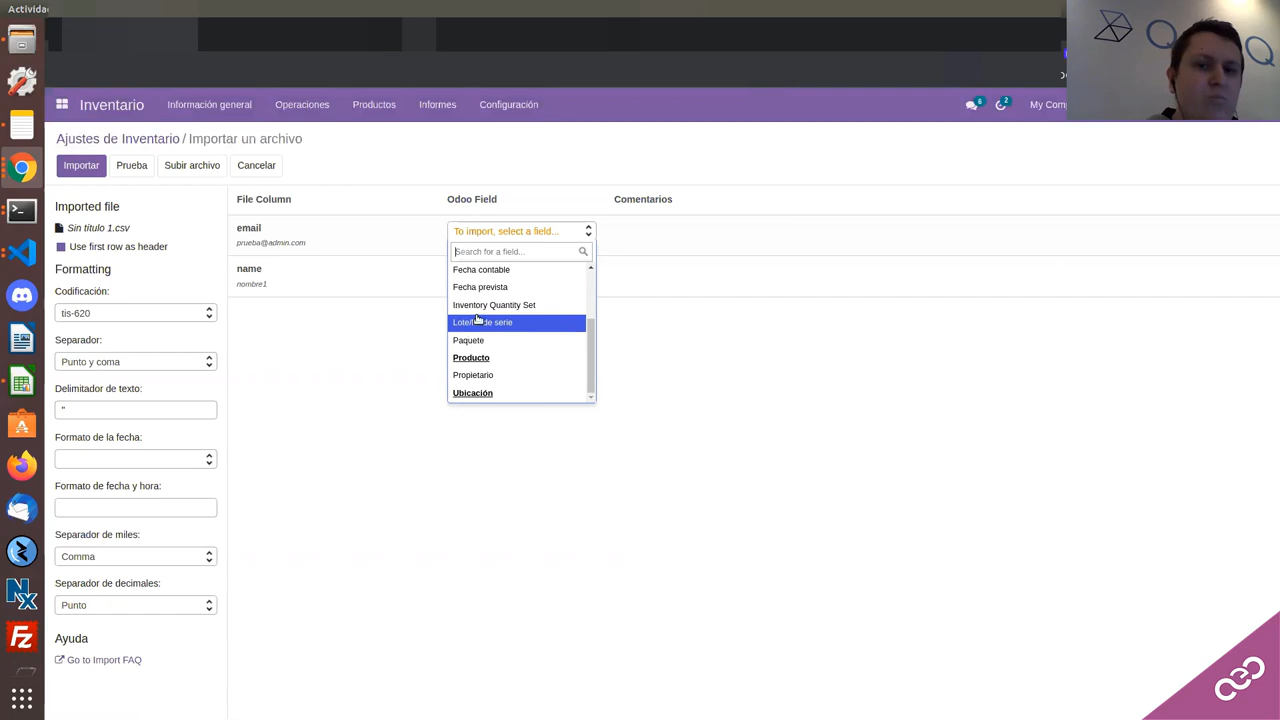 Activida
Inventario
Información general
Operaciones
Productos
Informes
Configuración
6
2
My Comp
Ajustes de Inventario / Importar un archivo
Importar
Prueba
Subir archivo
Cancelar
Imported file
Sin título 1.csv
Use first row as header
Formatting
Codificación:
tis-620
Separador:
Punto y coma
Delimitador de texto:
"
Formato de la fecha:
Formato de fecha y hora:
Separador de miles:
Comma
Separador de decimales:
Punto
Ayuda
Go to Import FAQ
File Column
Odoo Field
Comentarios
email
prueba@admin.com
To import, select a field...
Search for a field...
Fecha contable
Fecha prevista
Inventory Quantity Set
de serie
Paquete
Producto
Propietario
Ubicación
name
nombre1